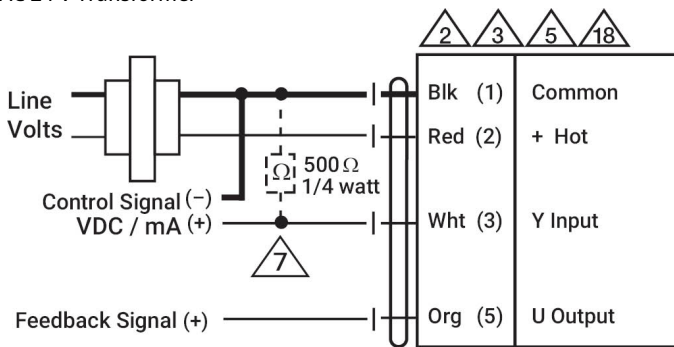 2 3 5 18
Line
Volts
Blk (1) Common
Red (2) + Hot
Ω 500 Ω
1/4 watt
Control Signal (−)
VDC / mA (+)
Wht (3) Y Input
7
Feedback Signal (+)
Org (5) U Output